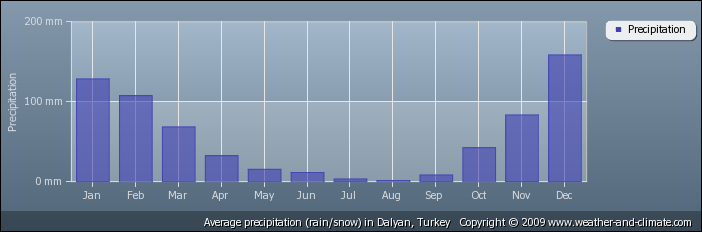 200 mm
Precipitation
Precipitation
100 mm
0 mm
Jan Feb Mar Apr May Jun Jul Aug Sep Oct Nov Dec
Average precipitation (rain/snow) in Dalyan, Turkey Copyright © 2009 www.weather-and-climate.com